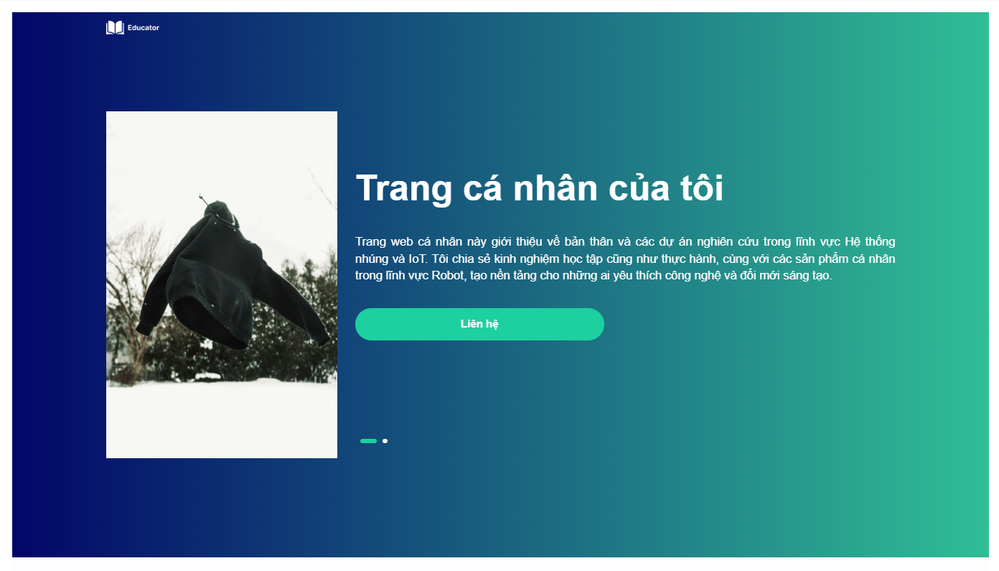 Educator
Trang cá nhân của tôi
Trang web cá nhân này giới thiệu về bản thân và các dự án nghiên cứu trong lĩnh vực Hệ thống
nhúng và IoT. Tôi chia sẻ kinh nghiệm học tập cũng như thực hành, cùng với các sản phẩm cá nhân
trong lĩnh vực Robot, tạo nền tảng cho những ai yêu thích công nghệ và đổi mới sáng tạo.
Liên hệ